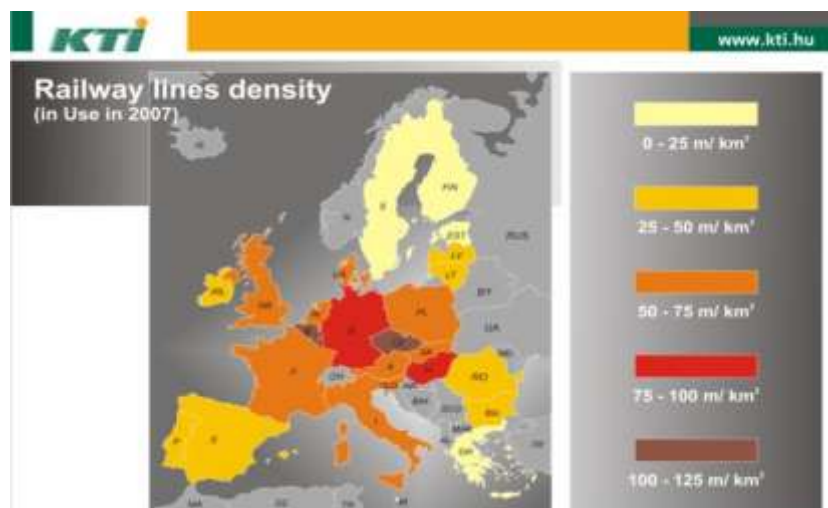 KTI
www.kti.hu
Railway lines density
(in Use in 2007)
0 - 25 m/ km²
25 - 50 m/ km²
50 - 75 m/ km²
75 - 100 m/ km²
100 - 125 m/ km²
FIN
S
N
EST
RUS
LV
LT
BY
IRL
GB
PL
D
UA
F
CH
A
RO
BG
I
P
E
GR